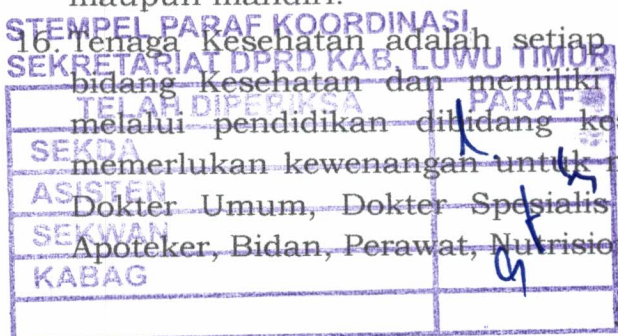 maupun mandiri.
STEMPEL PARAF KOORDINASI
16. Tenaga Kesehatan adalah setiap
SEKRETARIAT DPRD KAB. LUWU TIMUR
bidang Kesehatan dan memiliki
TELAH DIPERIKSA PARAF
melalui pendidikan dibidang kes
SEKDA
memerlukan kewenangan untuk
ASISTEN
Dokter Umum, Dokter Spesialis
SEKWAN
Apoteker, Bidan, Perawat, Nutrisio
KABAG